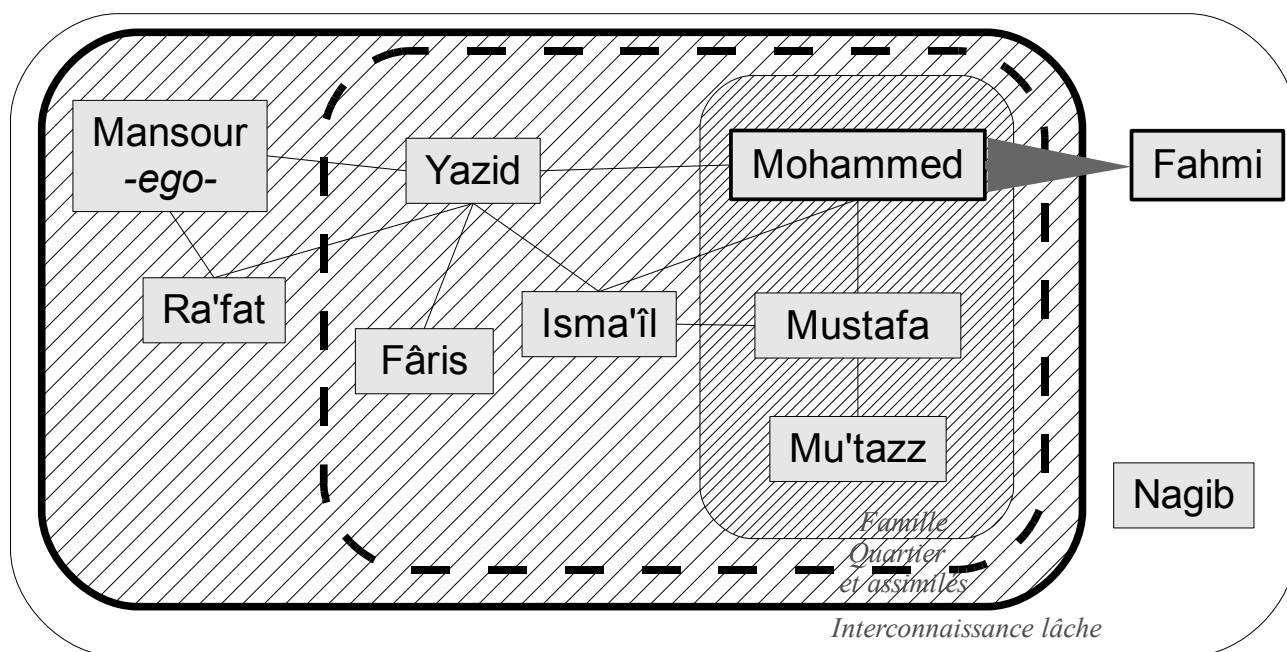 Mansour
-ego-
Yazid
Mohammed
Fahmi
Ra'fat
Fâris
Isma'îl
Mustafa
Mu'tazz
Nagib
Famille
Quartier
et assimilés
Interconnaissance lâche